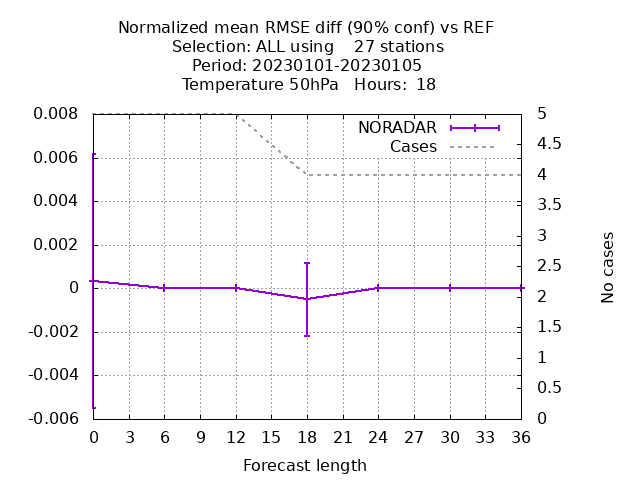 Normalized mean RMSE diff (90% conf) vs REF
Selection: ALL using    27 stations
Period: 20230101-20230105
Temperature 50hPa   Hours:  18
NORADAR
Cases
0.008
0.006
0.004
0.002
0
-0.002
-0.004
-0.006
5
4.5
4
3.5
3
2.5
2
1.5
1
0.5
0
No cases
0 3 6 9 12 15 18 21 24 27 30 33 36
Forecast length